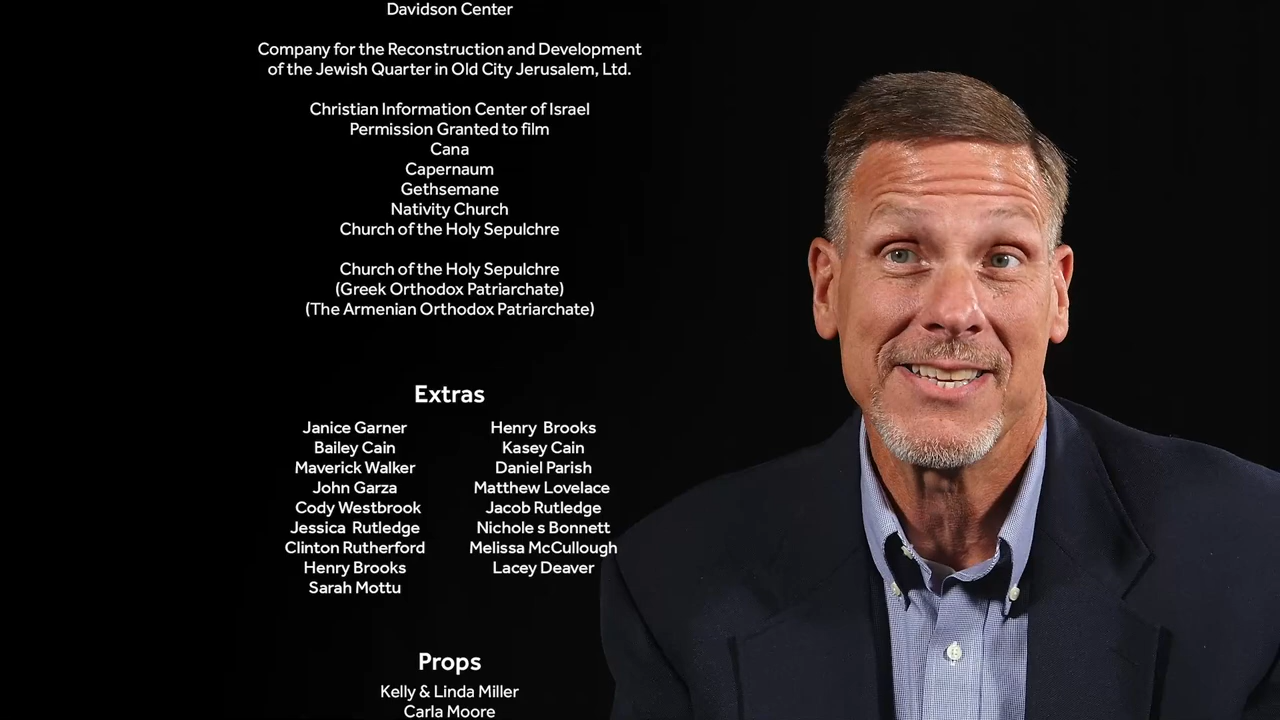 Davidson Center
Company for the Reconstruction and Development
of the Jewish Quarter in Old City Jerusalem, Ltd.
Christian Information Center of Israel
Permission Granted to film
Cana
Capernaum
Gethsemane
Nativity Church
Church of the Holy Sepulchre
Church of the Holy Sepulchre
(Greek Orthodox Patriarchate)
(The Armenian Orthodox Patriarchate)
Extras
Janice Garner
Bailey Cain
Maverick Walker
John Garza
Cody Westbrook
Jessica Rutledge
Clinton Rutherford
Henry Brooks
Sarah Mottu
Henry Brooks
Kasey Cain
Daniel Parish
Matthew Lovelace
Jacob Rutledge
Nichole s Bonnett
Melissa McCullough
Lacey Deaver
Props
Kelly & Linda Miller
Carla Moore